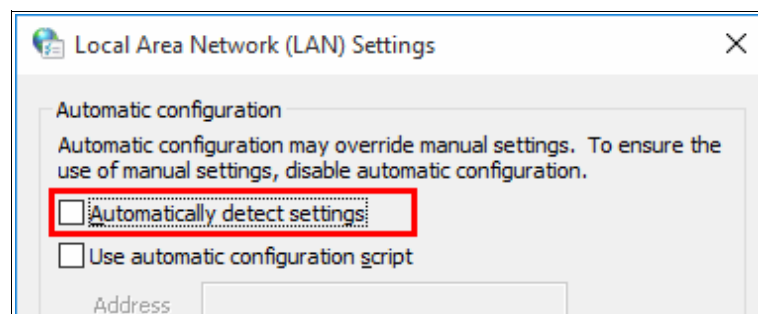 Local Area Network (LAN) Settings
Automatic configuration
Automatic configuration may override manual settings.  To ensure the
use of manual settings, disable automatic configuration.
Automatically detect settings
Use automatic configuration script
Address